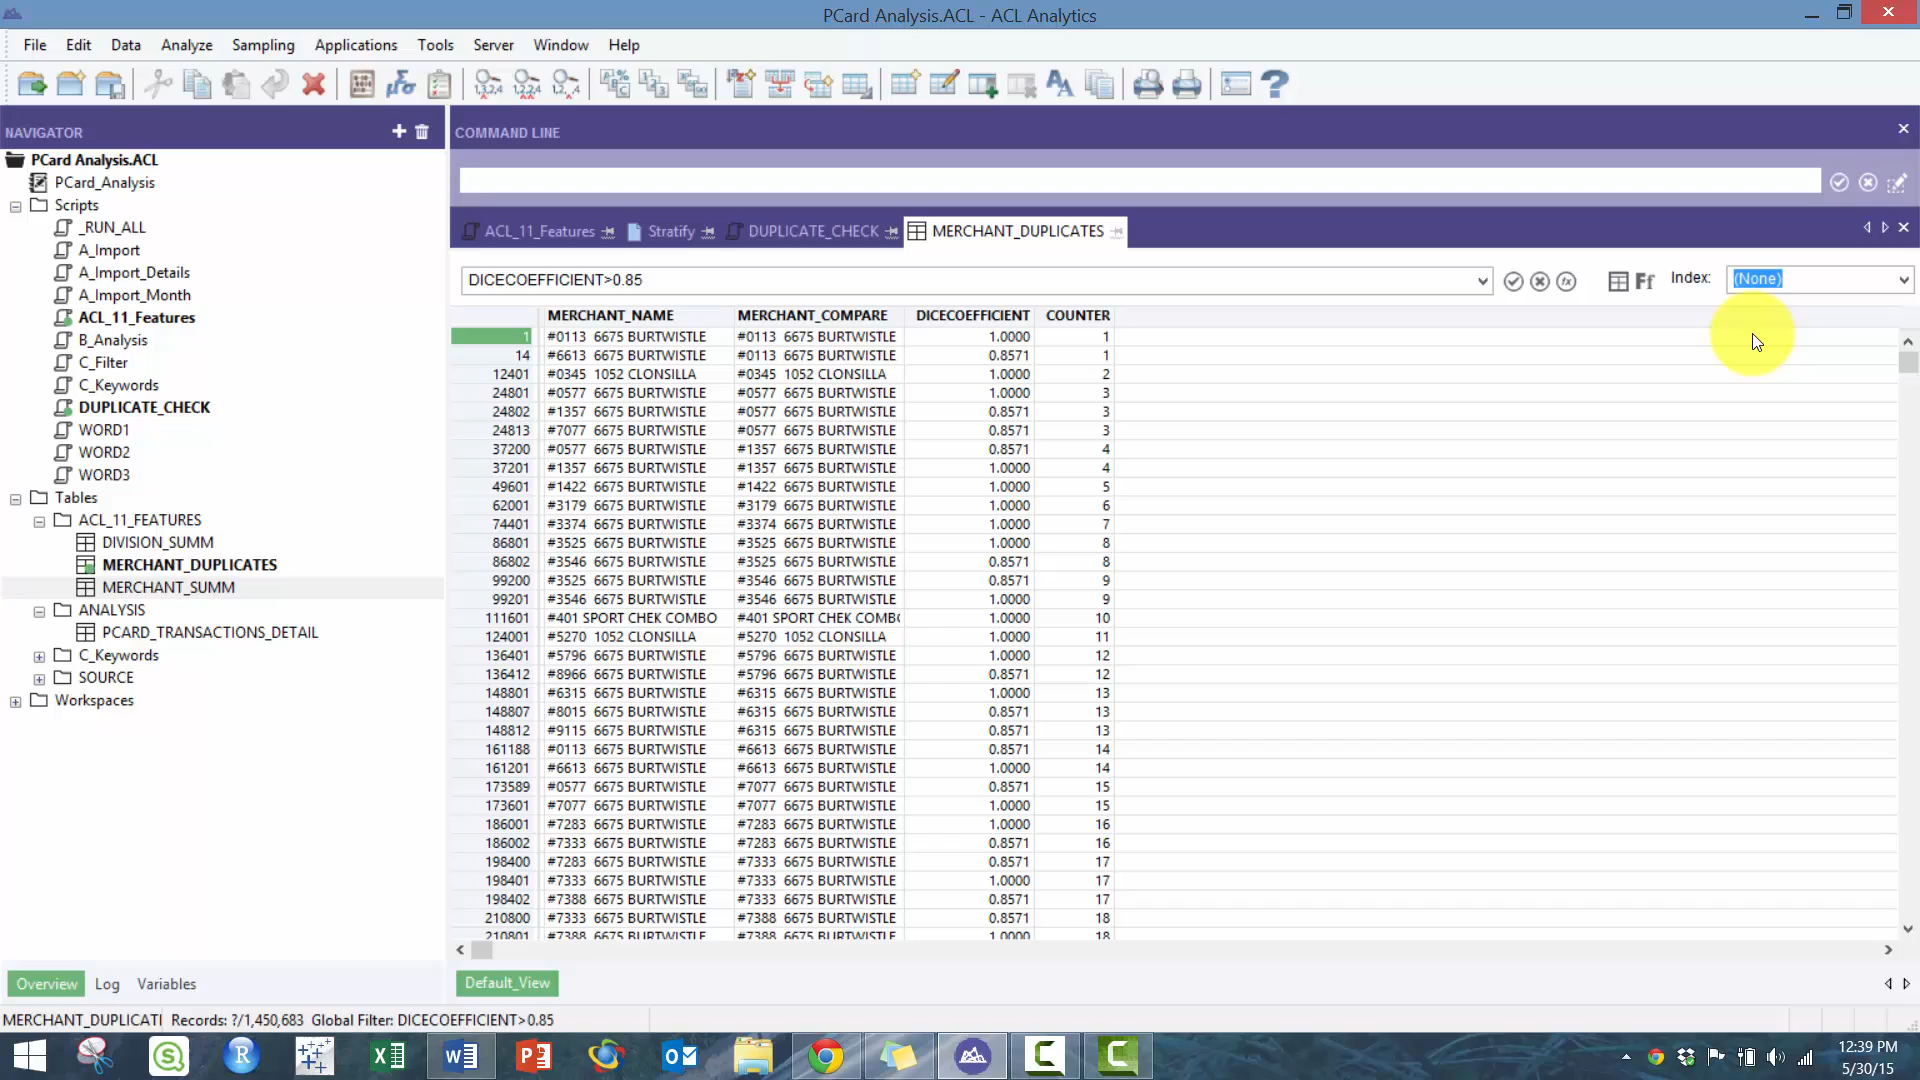 PCard Analysis.ACL - ACL Analytics
File Edit Data Analyze Sampling Applications Tools Server Window Help
NAVIGATOR
PCard Analysis.ACL
PCard_Analysis
Scripts
_RUN_ALL
A_Import
A_Import_Details
A_Import_Month
ACL_11_Features
B_Analysis
C_Filter
C_Keywords
DUPLICATE_CHECK
WORD1
WORD2
WORD3
Tables
ACL_11_FEATURES
DIVISION_SUMM
MERCHANT_DUPLICATES
MERCHANT_SUMM
ANALYSIS
PCARD_TRANSACTIONS_DETAIL
C_Keywords
SOURCE
Workspaces
Overview Log Variables
COMMAND LINE
ACL_11_Features Stratify DUPLICATE_CHECK MERCHANT_DUPLICATES
DICECOEFFICIENT>0.85 Index: (None)
MERCHANT_NAME MERCHANT_COMPARE DICECOEFFICIENT COUNTER
1 #0113 6675 BURTWISTLE #0113 6675 BURTWISTLE 1.0000 1
14 #6613 6675 BURTWISTLE #0113 6675 BURTWISTLE 0.8571 1
12401 #0345 1052 CLONSILLA #0345 1052 CLONSILLA 1.0000 2
24801 #0577 6675 BURTWISTLE #0577 6675 BURTWISTLE 1.0000 3
24802 #1357 6675 BURTWISTLE #0577 6675 BURTWISTLE 0.8571 3
24813 #7077 6675 BURTWISTLE #0577 6675 BURTWISTLE 0.8571 3
37200 #0577 6675 BURTWISTLE #1357 6675 BURTWISTLE 0.8571 4
37201 #1357 6675 BURTWISTLE #1357 6675 BURTWISTLE 1.0000 4
49601 #1422 6675 BURTWISTLE #1422 6675 BURTWISTLE 1.0000 5
62001 #3179 6675 BURTWISTLE #3179 6675 BURTWISTLE 1.0000 6
74401 #3374 6675 BURTWISTLE #3374 6675 BURTWISTLE 1.0000 7
86801 #3525 6675 BURTWISTLE #3525 6675 BURTWISTLE 1.0000 8
86802 #3546 6675 BURTWISTLE #3525 6675 BURTWISTLE 0.8571 8
99200 #3525 6675 BURTWISTLE #3546 6675 BURTWISTLE 0.8571 9
99201 #3546 6675 BURTWISTLE #3546 6675 BURTWISTLE 1.0000 9
111601 #401 SPORT CHEK COMBO #401 SPORT CHEK COMBO 1.0000 10
124001 #5270 1052 CLONSILLA #5270 1052 CLONSILLA 1.0000 11
136401 #5796 6675 BURTWISTLE #5796 6675 BURTWISTLE 1.0000 12
136412 #8966 6675 BURTWISTLE #5796 6675 BURTWISTLE 0.8571 12
148801 #6315 6675 BURTWISTLE #6315 6675 BURTWISTLE 1.0000 13
148807 #8015 6675 BURTWISTLE #6315 6675 BURTWISTLE 0.8571 13
148812 #9115 6675 BURTWISTLE #6315 6675 BURTWISTLE 0.8571 13
161188 #0113 6675 BURTWISTLE #6613 6675 BURTWISTLE 0.8571 14
161201 #6613 6675 BURTWISTLE #6613 6675 BURTWISTLE 1.0000 14
173589 #0577 6675 BURTWISTLE #7077 6675 BURTWISTLE 0.8571 15
173601 #7077 6675 BURTWISTLE #7077 6675 BURTWISTLE 1.0000 15
186001 #7283 6675 BURTWISTLE #7283 6675 BURTWISTLE 1.0000 16
186002 #7333 6675 BURTWISTLE #7283 6675 BURTWISTLE 0.8571 16
198400 #7283 6675 BURTWISTLE #7333 6675 BURTWISTLE 0.8571 17
198401 #7333 6675 BURTWISTLE #7333 6675 BURTWISTLE 1.0000 17
198402 #7388 6675 BURTWISTLE #7333 6675 BURTWISTLE 0.8571 17
210800 #7333 6675 BURTWISTLE #7388 6675 BURTWISTLE 0.8571 18
210801 #7388 6675 BURTWISTLE #7388 6675 BURTWISTLE 1.0000 18
Default_View
MERCHANT_DUPLICATI Records: ?/1,450,683 Global Filter: DICECOEFFICIENT>0.85
12:39 PM
5/30/15